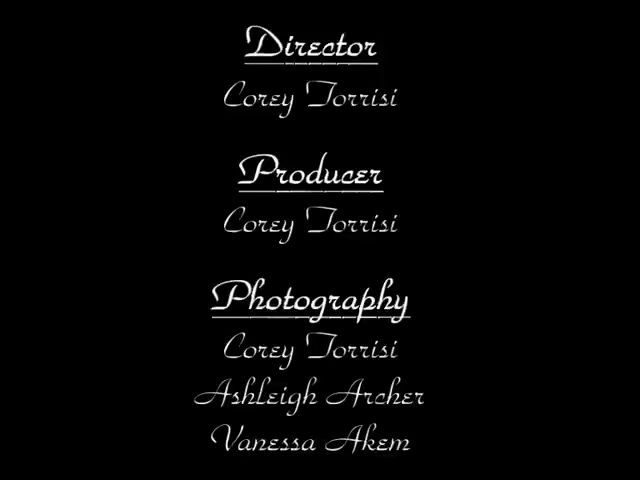 Director
Corey Torrisi
Producer
Corey Torrisi
Photography
Corey Torrisi
Ashleigh Archer
Vanessa Akem